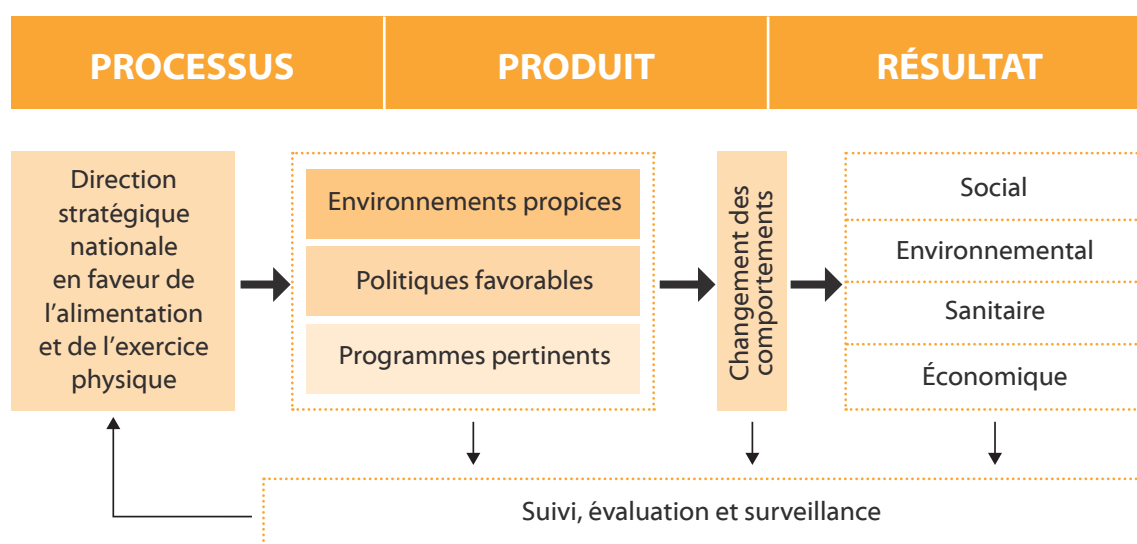 PROCESSUS
PRODUIT
RÉSULTAT
Direction
stratégique
nationale
en faveur de
l'alimentation
et de l'exercice
physique
Environnements propices
Politiques favorables
Programmes pertinents
Changement des
comportements
Social
Environnemental
Sanitaire
Économique
Suivi, évaluation et surveillance